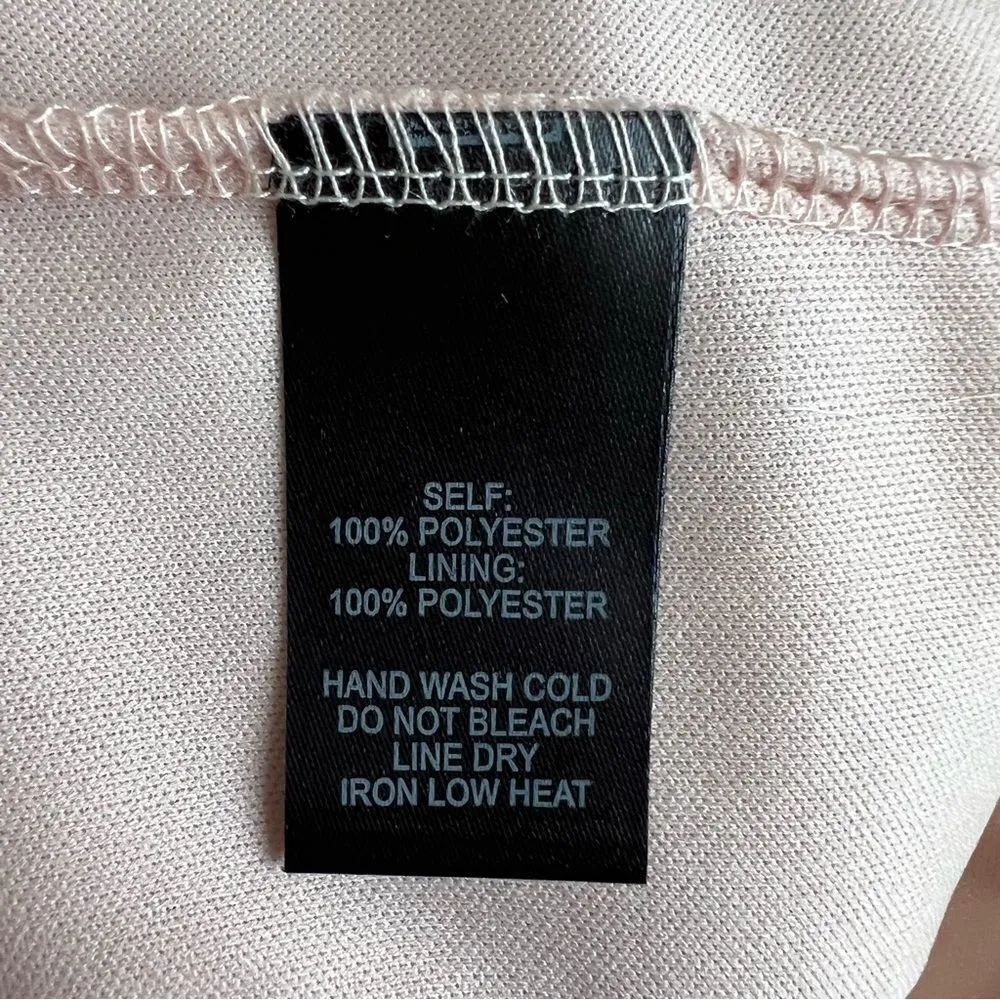 SELF:
100% POLYESTER
LINING:
100% POLYESTER
HAND WASH COLD
DO NOT BLEACH
LINE DRY
IRON LOW HEAT